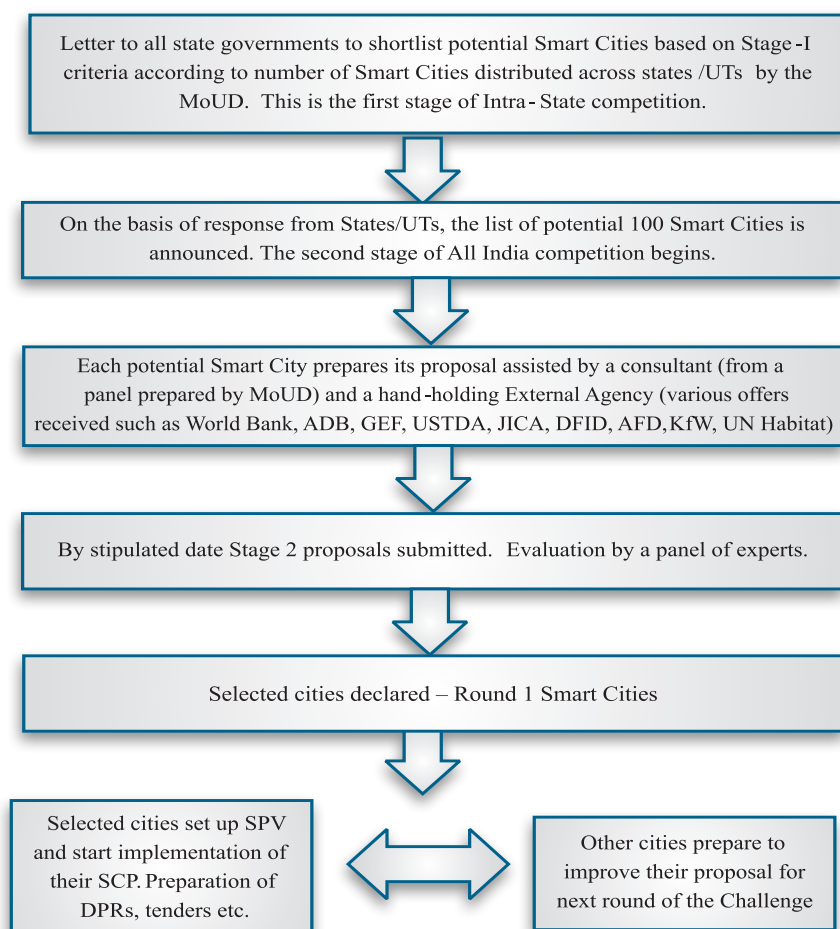 Letter to all state governments to shortlist potential Smart Cities based on Stage-I
criteria according to number of Smart Cities distributed across states /UTs by the
MoUD. This is the first stage of Intra-State competition.
On the basis of response from States/UTs, the list of potential 100 Smart Cities is
announced. The second stage of All India competition begins.
Each potential Smart City prepares its proposal assisted by a consultant (from a
panel prepared by MoUD) and a hand-holding External Agency (various offers
received such as World Bank, ADB, GEF, USTDA, JICA, DFID, AFD,KfW, UN Habitat)
By stipulated date Stage 2 proposals submitted. Evaluation by a panel of experts.
Selected cities declared – Round 1 Smart Cities
Selected cities set up SPV
and start implementation of
their SCP. Preparation of
DPRs, tenders etc.
Other cities prepare to
improve their proposal for
next round of the Challenge